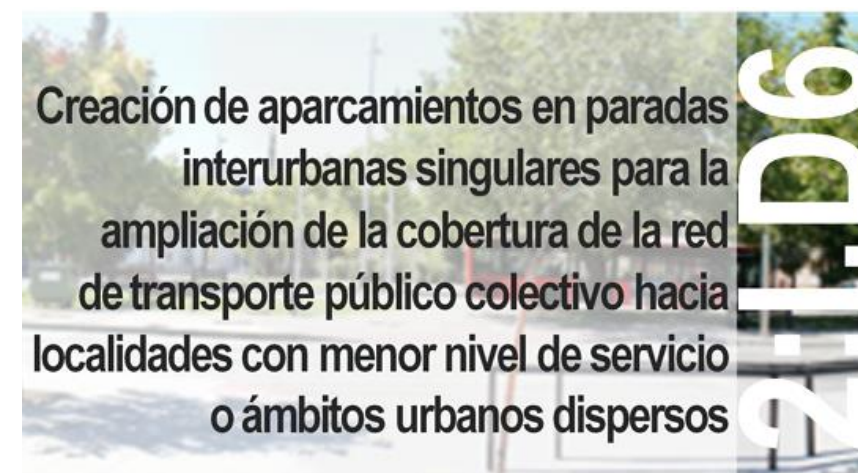 Creación de aparcamientos en paradas
interurbanas singulares para la
ampliación de la cobertura de la red
de transporte público colectivo hacia
localidades con menor nivel de servicio
o ámbitos urbanos dispersos
2:I.D6